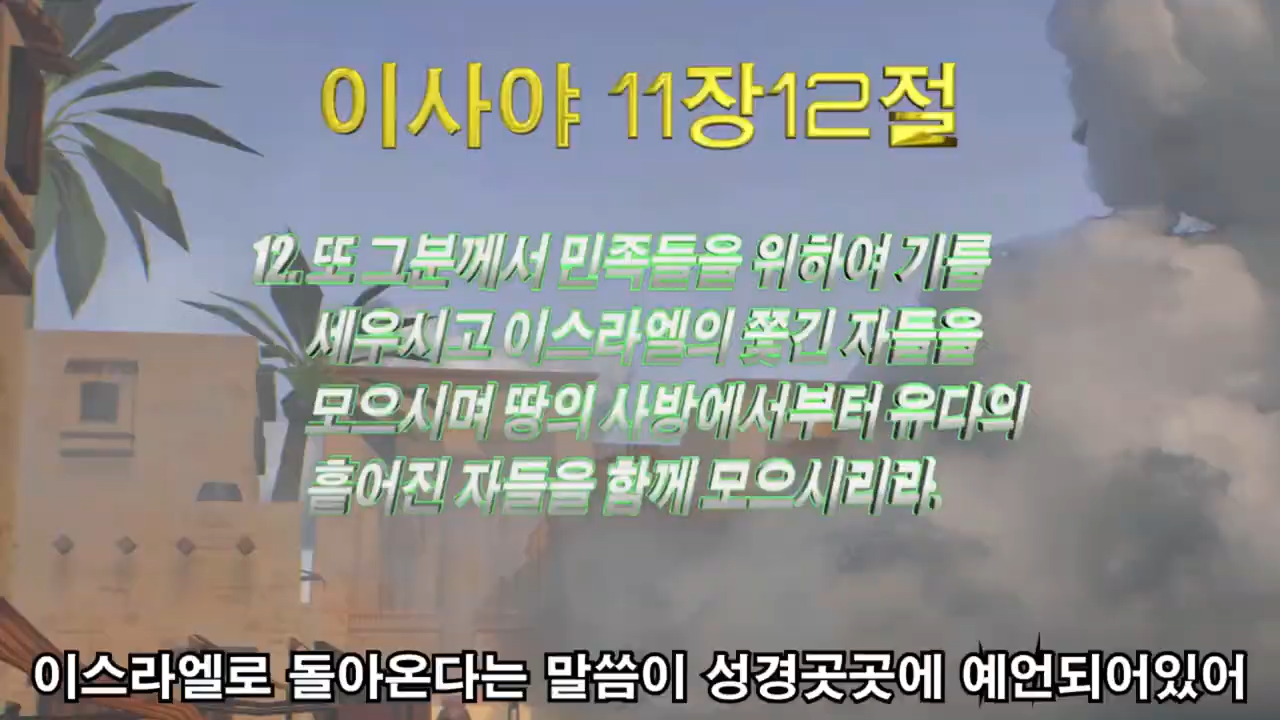 이사야 11장12절
12. 또 그분께서 민족들을 위하여 기를
세우시고 이스라엘의 쫓긴 자들을
모으시며 땅의 사방에서부터 유다의
흩어진 자들을 함께 모으시리라.
이스라엘로 돌아온다는 말씀이 성경곳곳에 예언되어있어